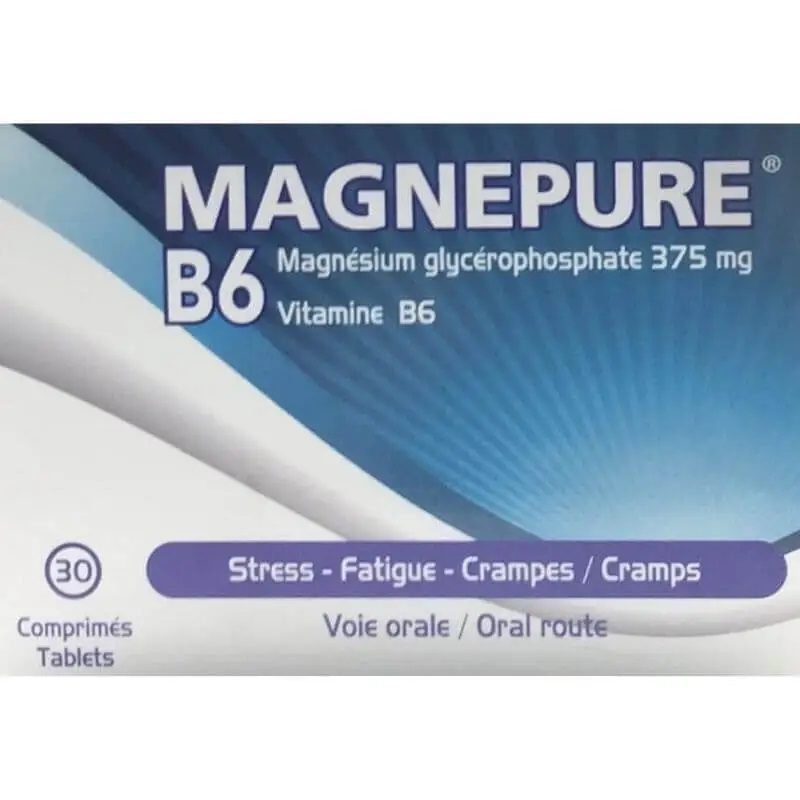 MAGNEPURE®
B6 Magnésium glycérophosphate 375 mg
Vitamine B6
30
Comprimés
Tablets
Stress - Fatigue - Crampes / Cramps
Voie orale / Oral route